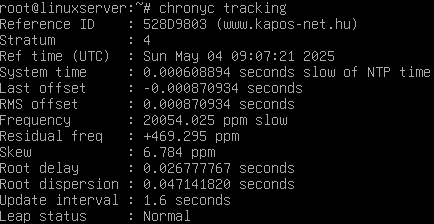 root@linuxserver:~# chronyc tracking
Reference ID    : 528D9803 (www.kapos-net.hu)
Stratum         : 4
Ref time (UTC)  : Sun May 04 09:07:21 2025
System time     : 0.000608894 seconds slow of NTP time
Last offset     : -0.000870934 seconds
RMS offset      : 0.000870934 seconds
Frequency       : 20054.025 ppm slow
Residual freq   : +469.295 ppm
Skew            : 6.784 ppm
Root delay      : 0.026777767 seconds
Root dispersion : 0.047141820 seconds
Update interval : 1.6 seconds
Leap status     : Normal